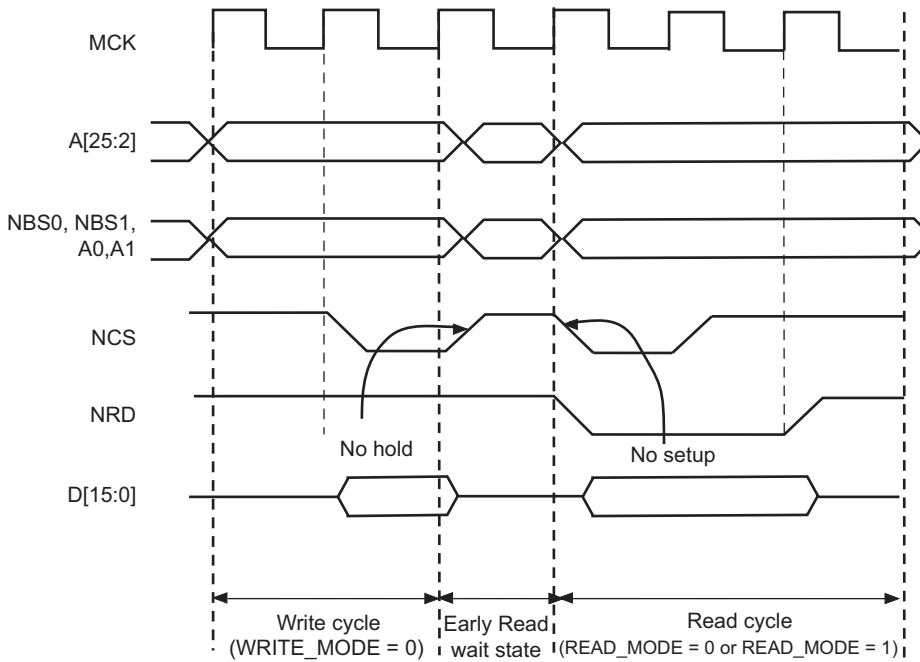 MCK
A[25:2]
NBS0, NBS1,
A0,A1
NCS
NRD
No hold
No setup
D[15:0]
Write cycle
(WRITE_MODE = 0)
Early Read
wait state
Read cycle
(READ_MODE = 0 or READ_MODE = 1)